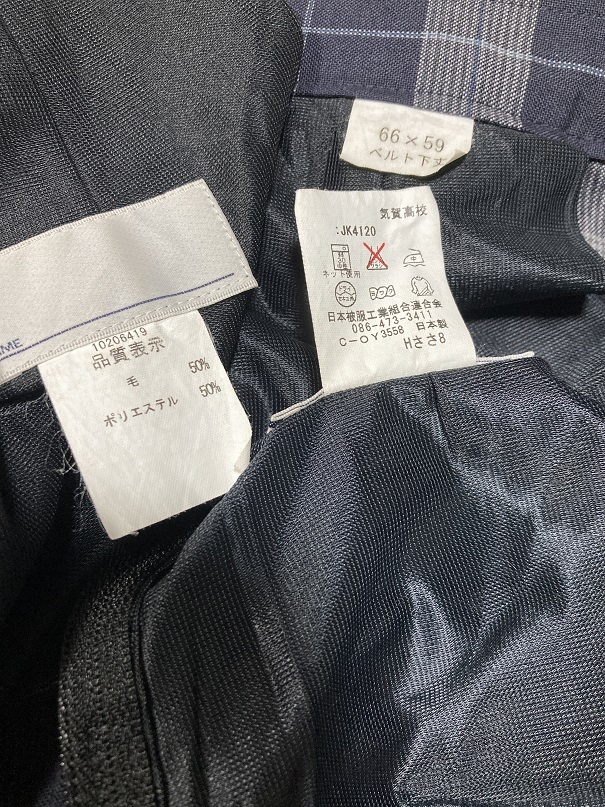 66×59
ベルト下丈
気賀高校
:JK4120
ネット使用
日本被服工業組合連合会
086-473-3411
C-OY3558 日本製
Hささ8
10206419
品質表示
毛 50%
ポリエステル 50%